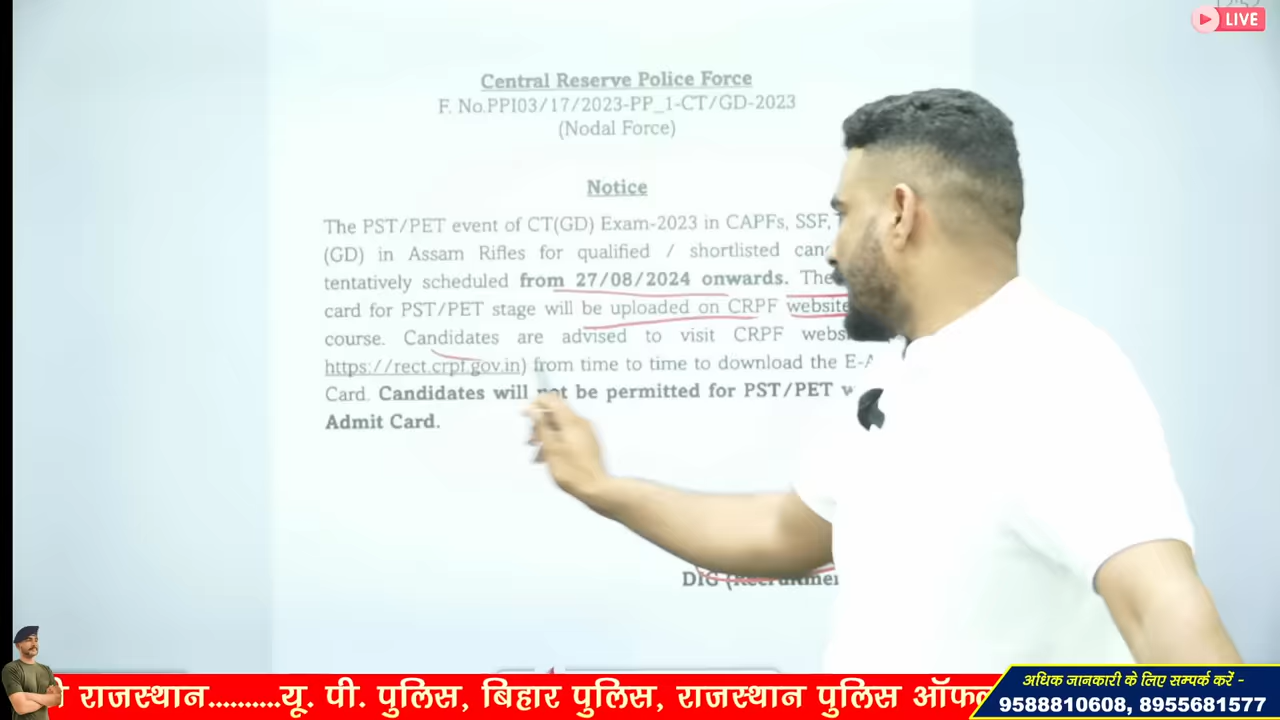 LIVE
Central Reserve Police Force
F. No.PPI03/17/2023-PP_1-CT/GD-2023
(Nodal Force)
Notice
The PST/PET event of CT(GD) Exam-2023 in CAPFs, SSF,
(GD) in Assam Rifles for qualified / shortlisted
tentatively scheduled from 27/08/2024 onwards. The
card for PST/PET stage will be uploaded on CRPF website
course. Candidates are advised to visit CRPF
https://rect.crpf.gov.in) from time to time to download the
Card. Candidates will not be permitted for PST/PET
Admit Card.
DIG
राजस्थान..........यू. पी. पुलिस, बिहार पुलिस, राजस्थान पुलिस
अधिक जानकारी के लिए सम्पर्क करें -
9588810608, 8955681577